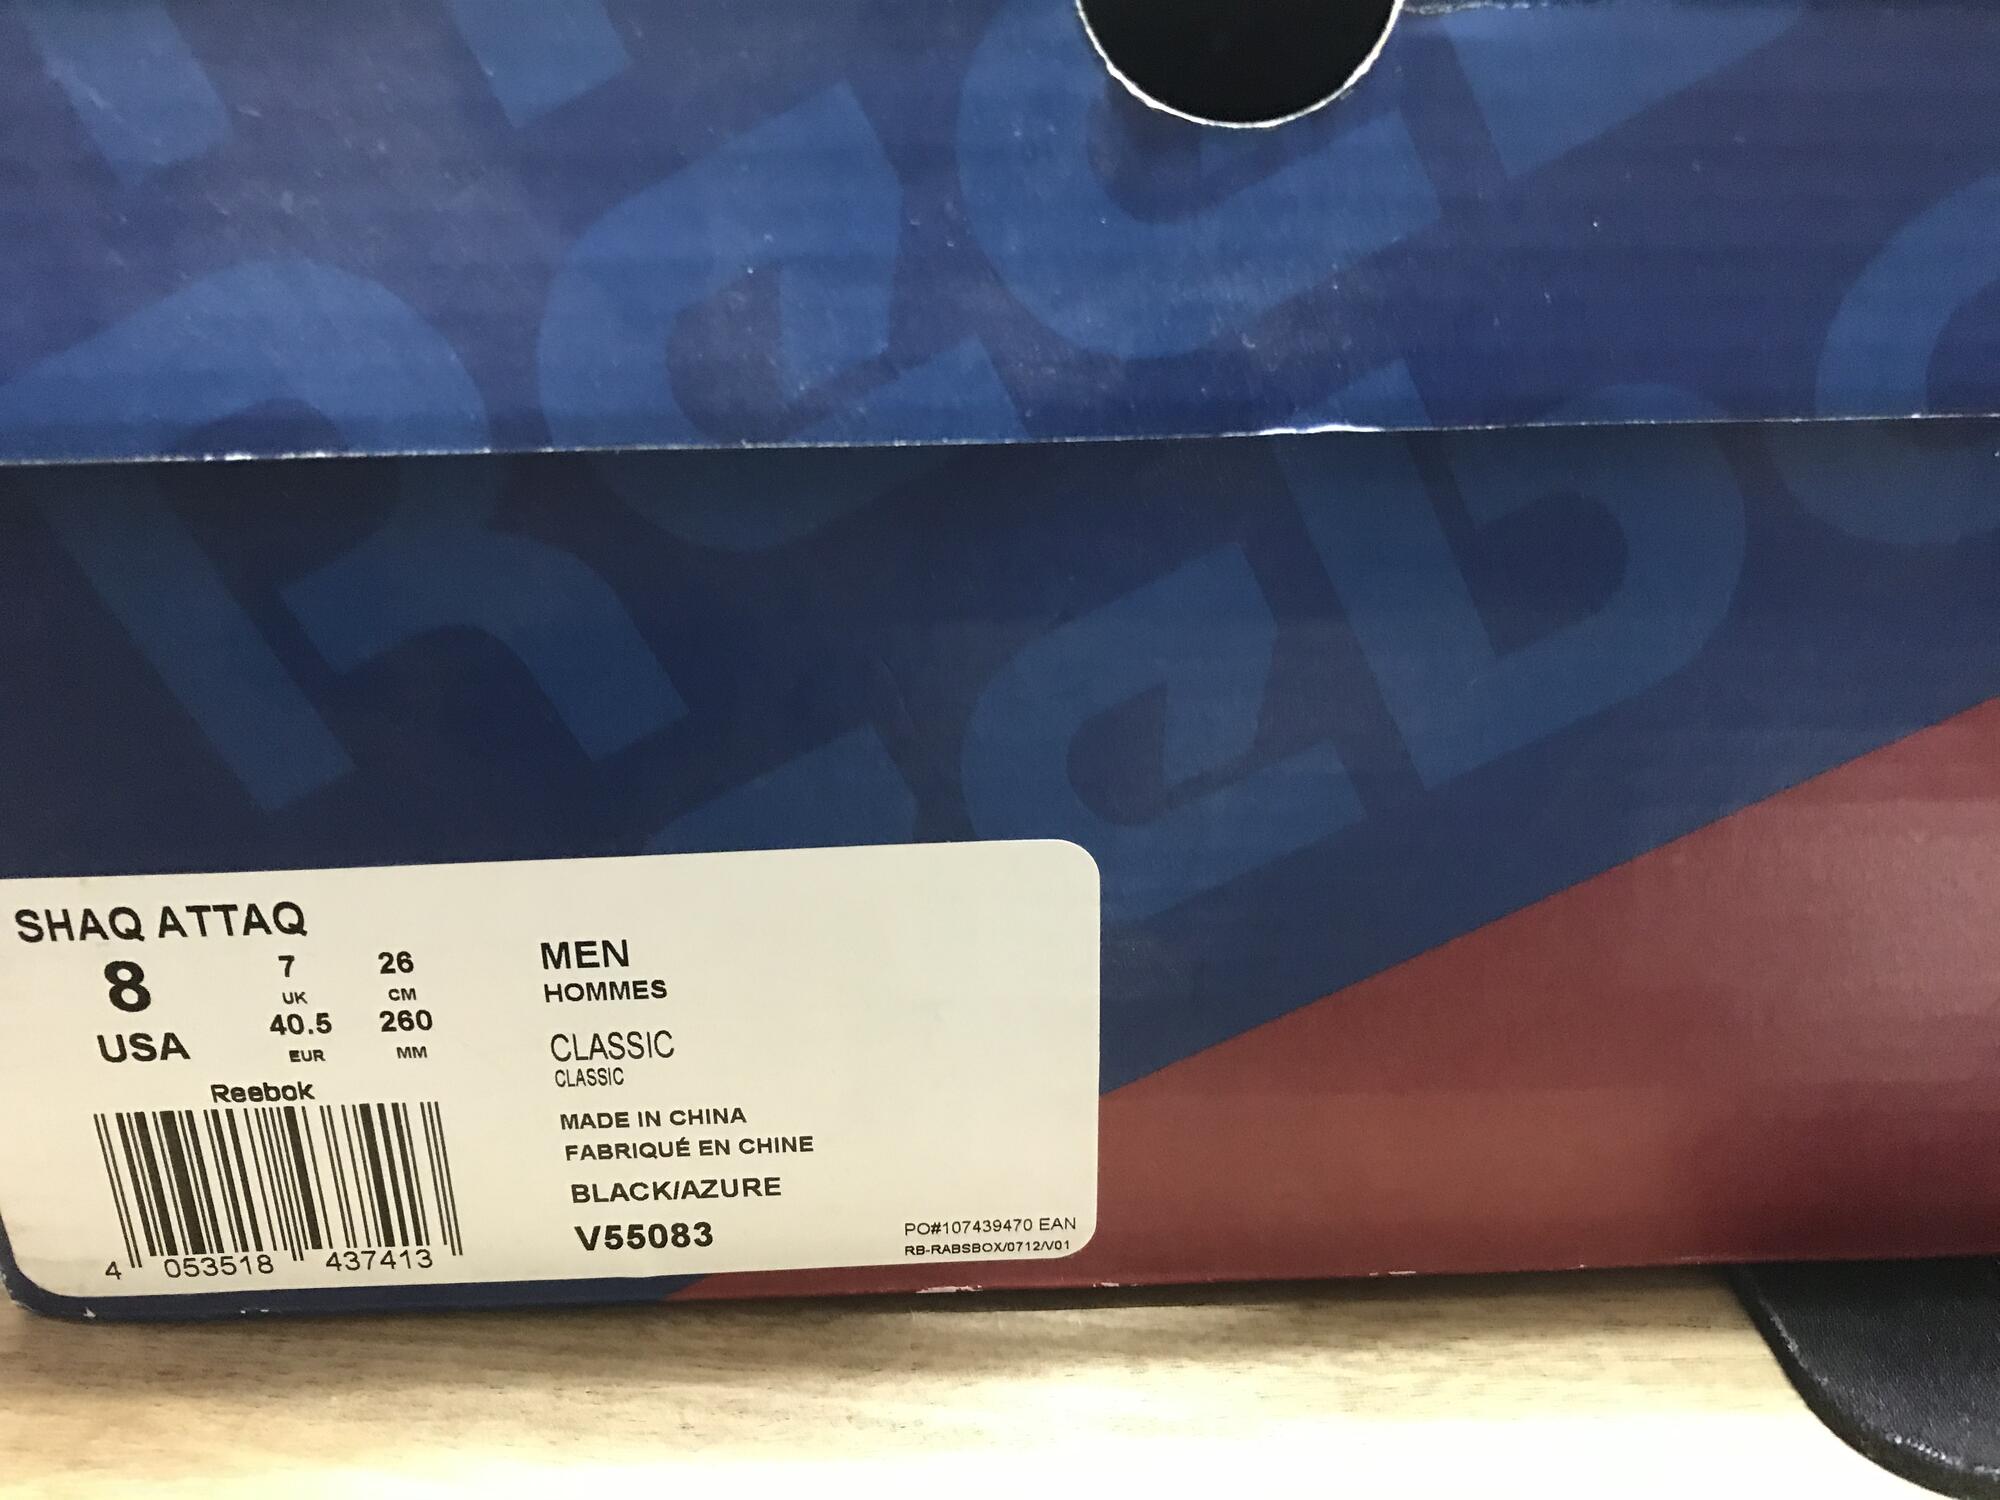 SHAQ ATTAQ
8 7 26
UK CM
40.5 260
USA EUR MM
Reebok
4 053518 437413
MEN
HOMMES
CLASSIC
CLASSIC
MADE IN CHINA
FABRIQUÉ EN CHINE
BLACK/AZURE
V55083
PO#107439470 EAN
RB-RABSBOX/0712/V01